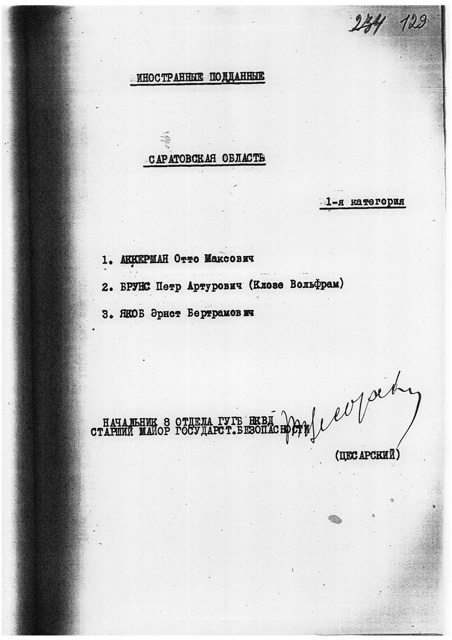 234 129
ИНОСТРАННЫЕ ПОДДАННЫЕ
САРАТОВСКАЯ ОБЛАСТЬ
1-я категория
1. АККЕРМАН Отто Максович
2. БРУНС Петр Артурович (Клозе Вольфрам)
3. ЯКОБ Эрнст Бертрамович
НАЧАЛЬНИК 8 ОТДЕЛА ГУГБ НКВД
СТАРШИЙ МАЙОР ГОСУДАРСТ.БЕЗОПАСНОСТИ
(ЦЕСАРСКИЙ)